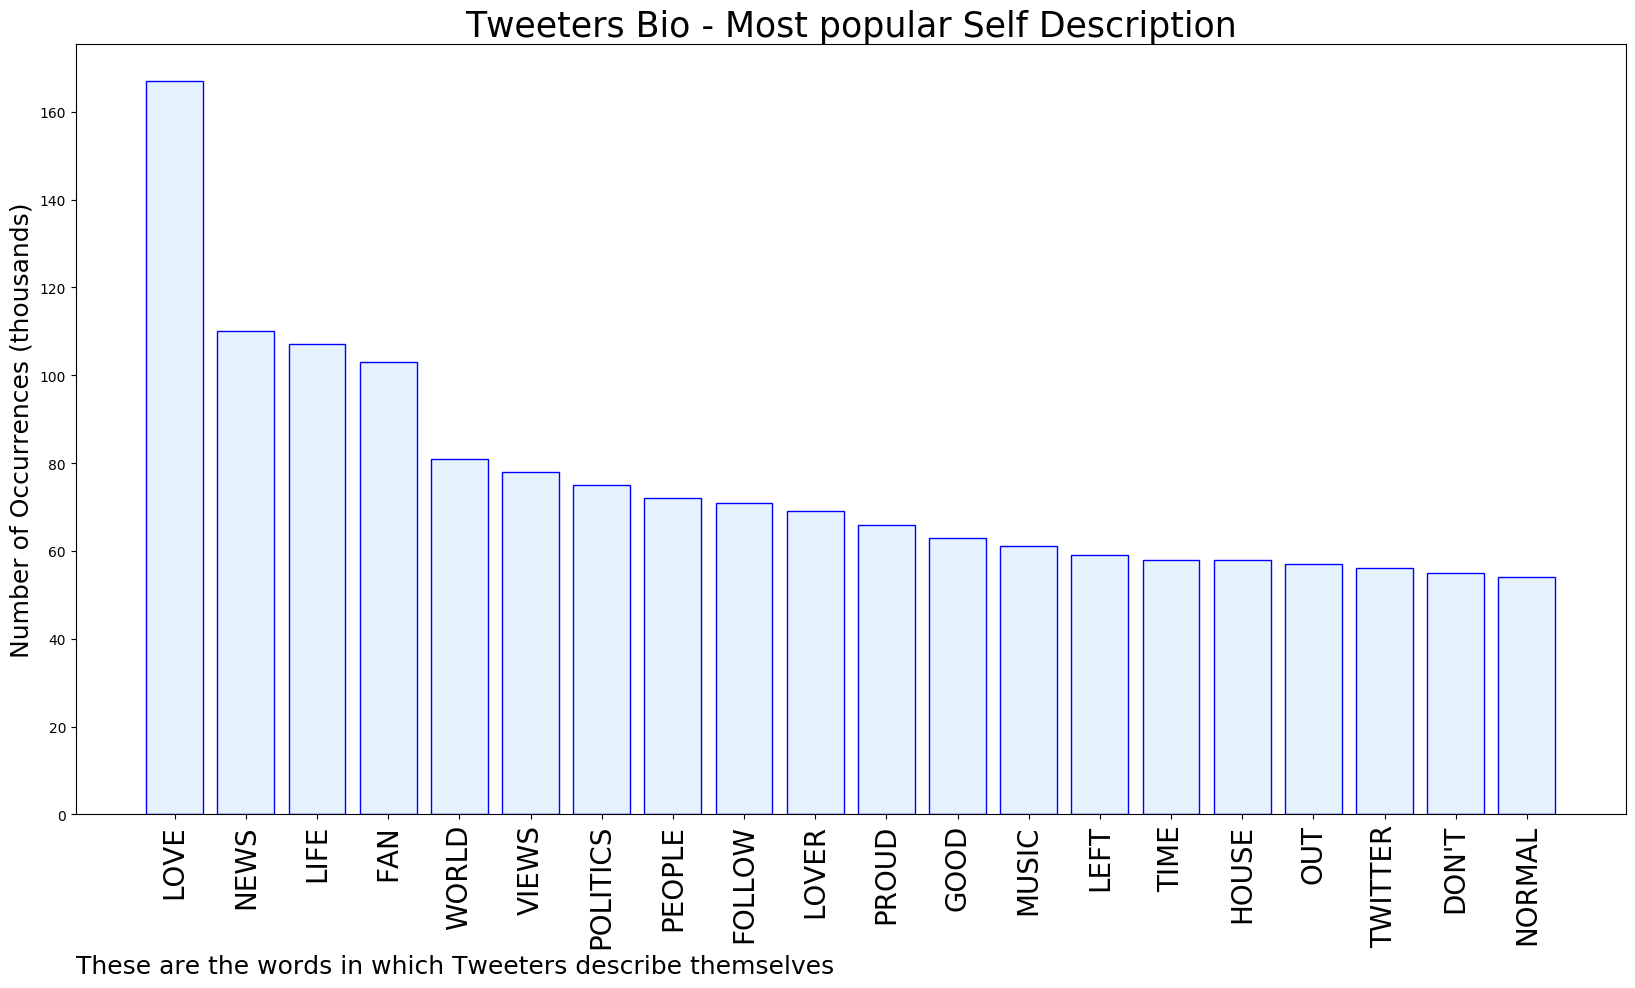 Tweeters Bio - Most popular Self Description
Number of Occurrences (thousands)
160
140
120
100
80
60
40
20
0
LOVE
NEWS
LIFE
FAN
WORLD
VIEWS
POLITICS
PEOPLE
FOLLOW
LOVER
PROUD
GOOD
MUSIC
LEFT
TIME
HOUSE
OUT
TWITTER
DON'T
NORMAL
These are the words in which Tweeters describe themselves